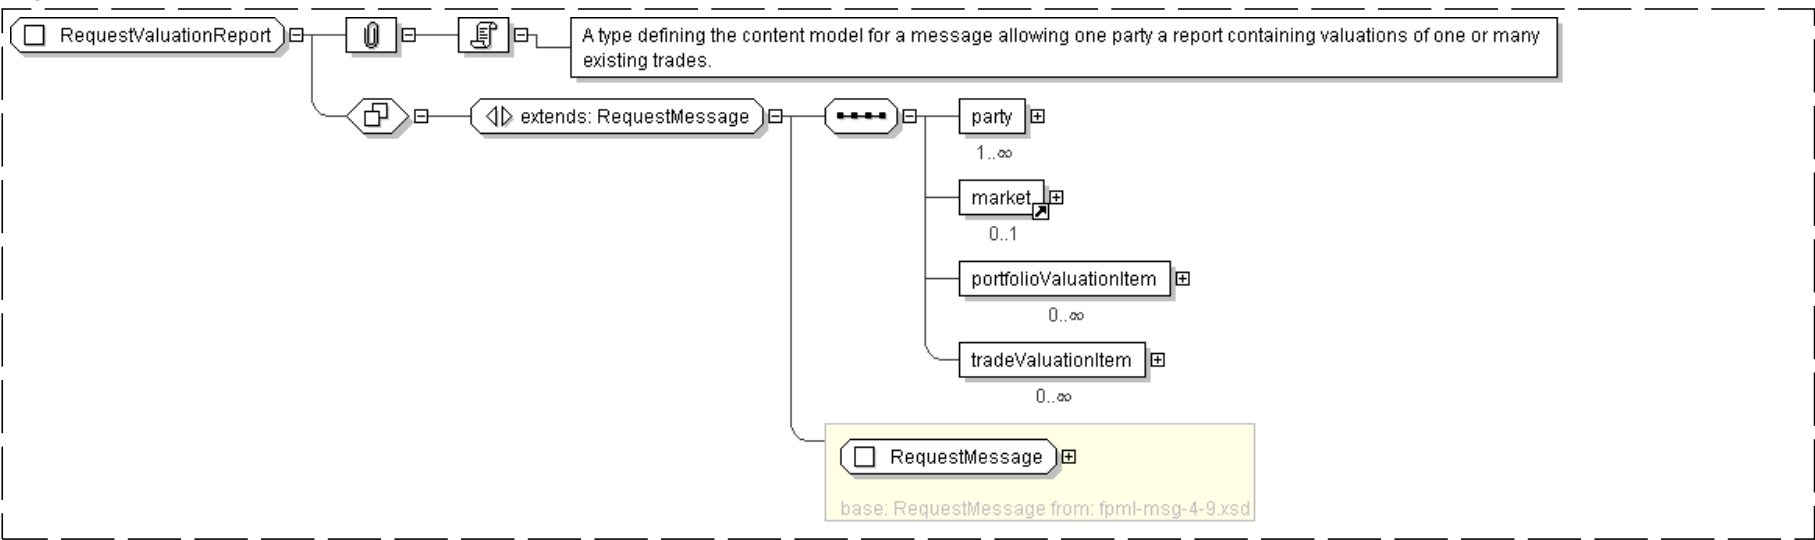 RequestValuationReport
A type defining the content model for a message allowing one party a report containing valuations of one or many
existing trades.
extends: RequestMessage
party
1..∞
market
0..1
portfolioValuationItem
0..∞
tradeValuationItem
0..∞
RequestMessage
base: RequestMessage from: fpml-msg-4-9.xsd